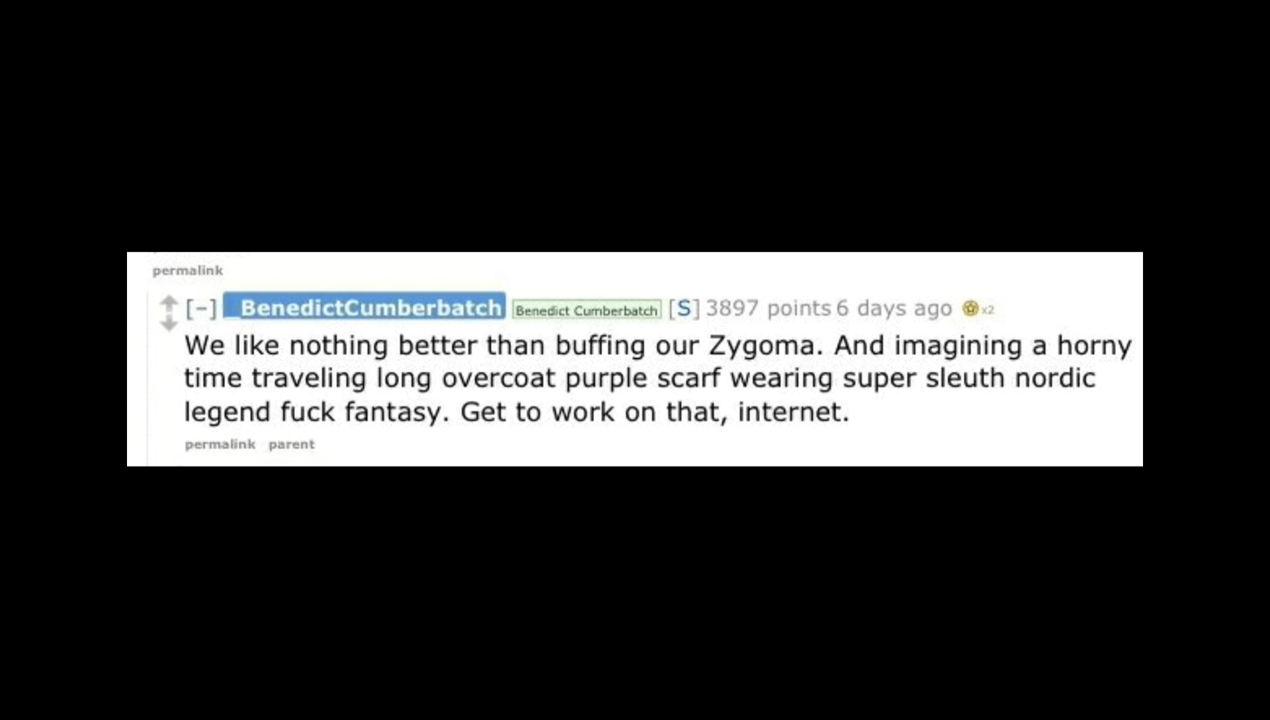 permalink
[–] _BenedictCumberbatch Benedict Cumberbatch [S] 3897 points 6 days ago x2
We like nothing better than buffing our Zygoma. And imagining a horny
time traveling long overcoat purple scarf wearing super sleuth nordic
legend fuck fantasy. Get to work on that, internet.
permalink parent